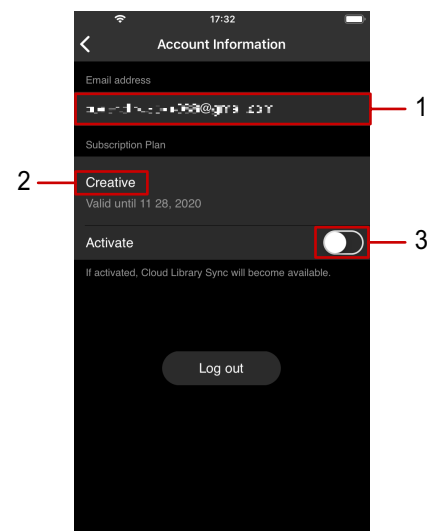 17:32
Account Information
Email address
1
Subscription Plan
2
Creative
Valid until 11 28, 2020
Activate
3
If activated, Cloud Library Sync will become available.
Log out